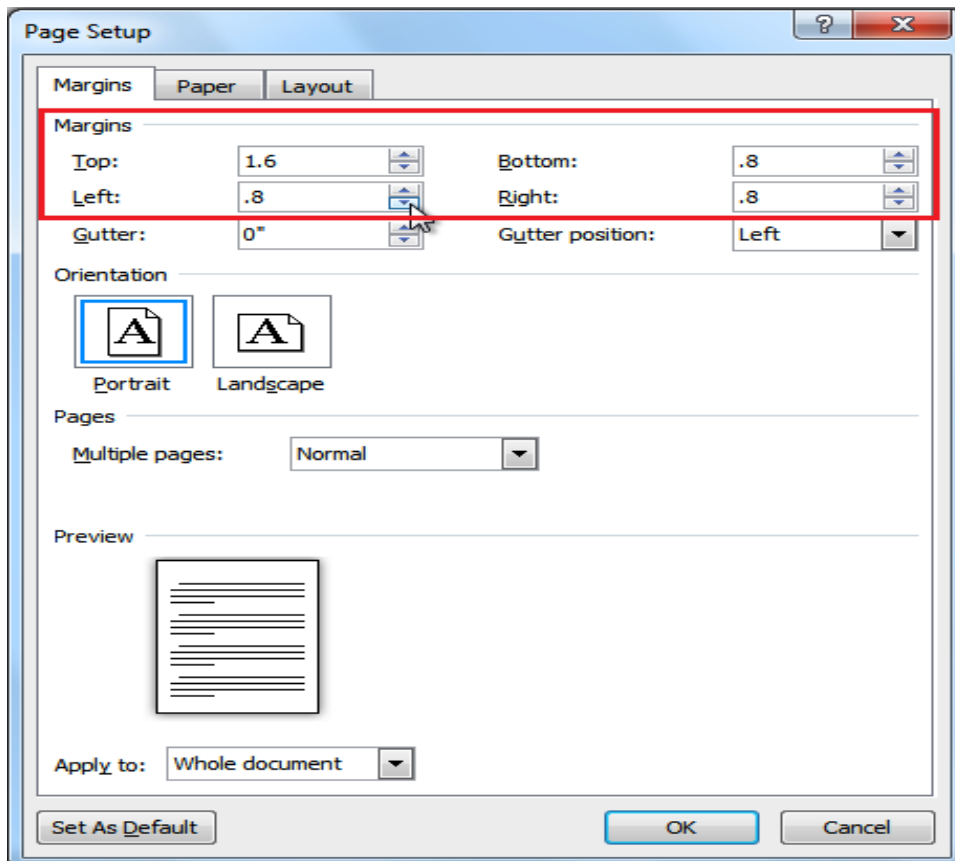 Page Setup
Margins Paper Layout
Margins
Top: 1.6 Bottom: .8
Left: .8 Right: .8
Gutter: 0" Gutter position: Left
Orientation
A A
Portrait Landscape
Pages
Multiple pages: Normal
Preview
Apply to: Whole document
Set As Default OK Cancel